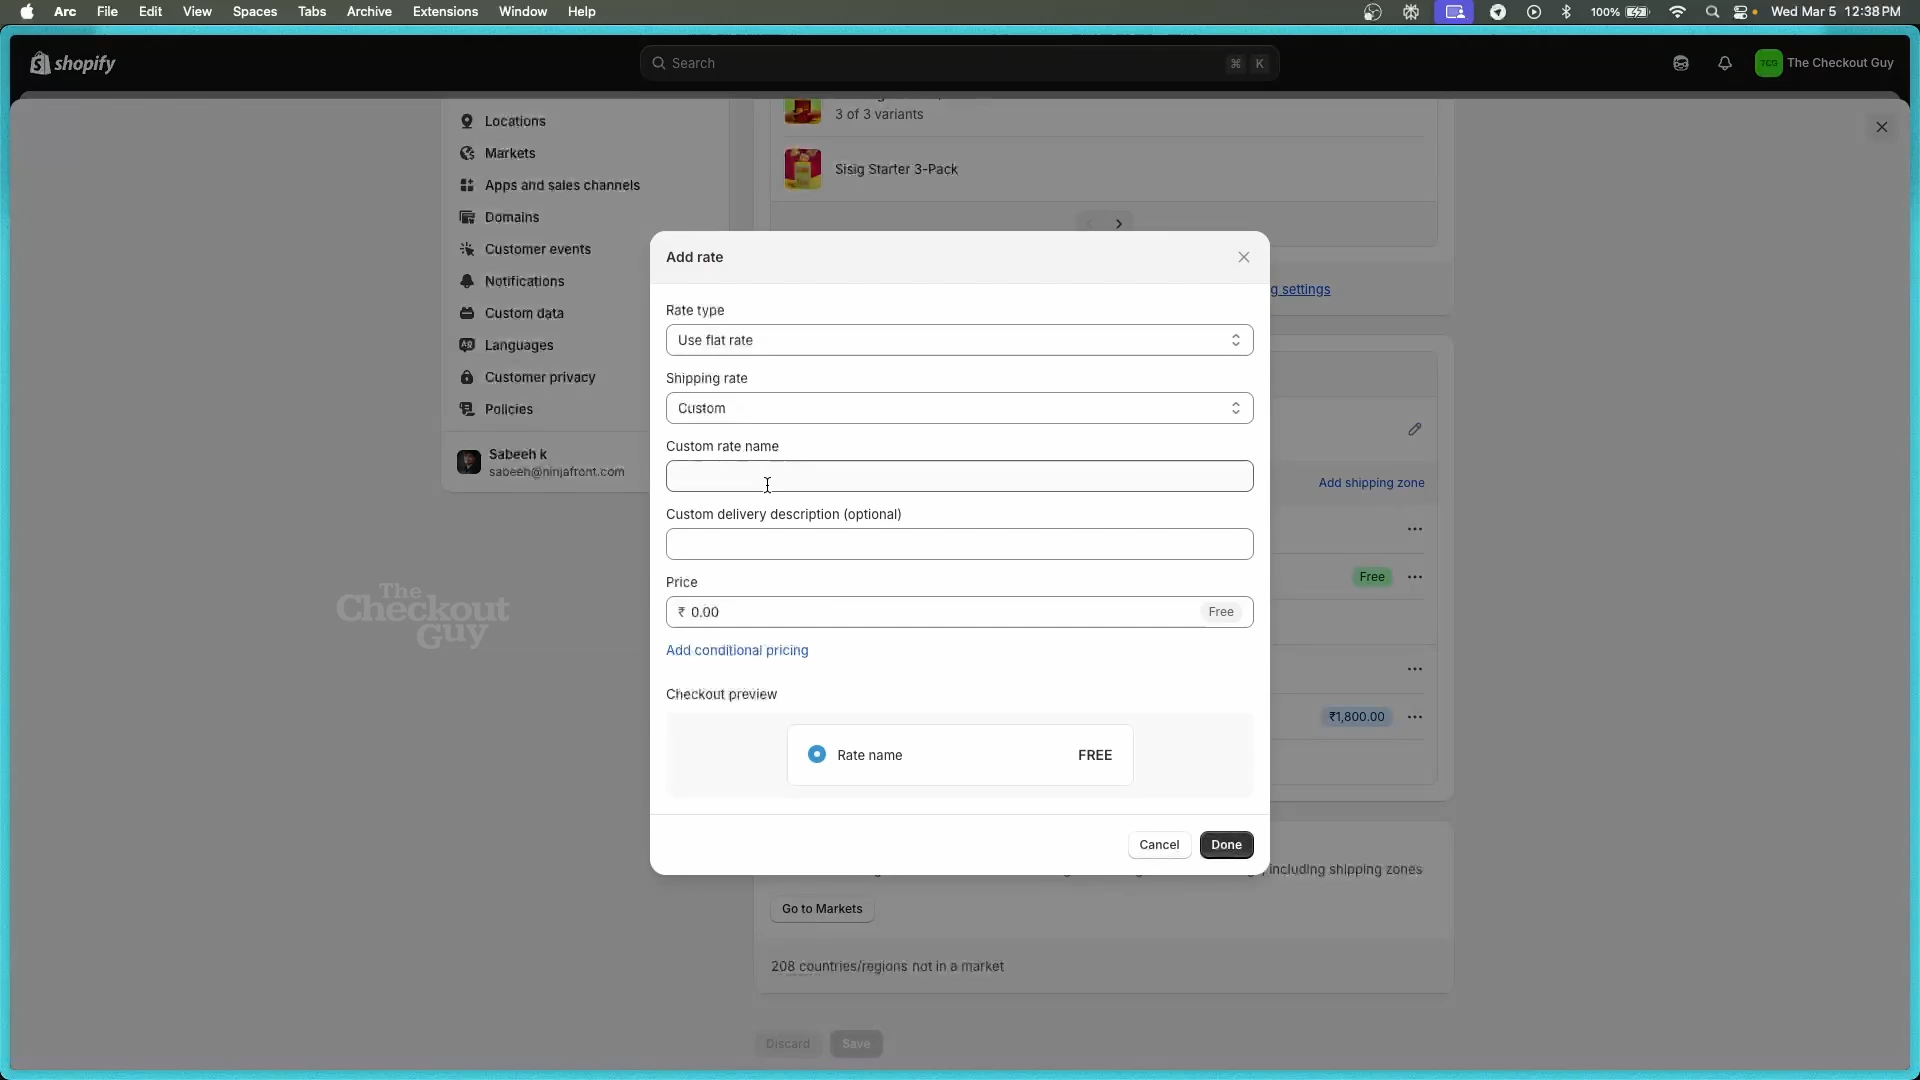 Arc File Edit View Spaces Tabs Archive Extensions Window Help 100% Wed Mar 5 12:38 PM
shopify
Search ⌘ K
7CG The Checkout Guy
Locations
Markets
Apps and sales channels
Domains
Customer events
Notifications
Custom data
Languages
Customer privacy
Policies
Sabeeh k
sabeeh@ninjafront.com
3 of 3 variants
Sisig Starter 3-Pack
g settings
Add shipping zone
Free
₹1,800.00
Add rate
Rate type
Use flat rate
Shipping rate
Custom
Custom rate name
Custom delivery description (optional)
Price
₹ 0.00 Free
Add conditional pricing
Checkout preview
Rate name FREE
Cancel Done
, including shipping zones
Go to Markets
208 countries/regions not in a market
Discard Save
The
Checkout
Guy